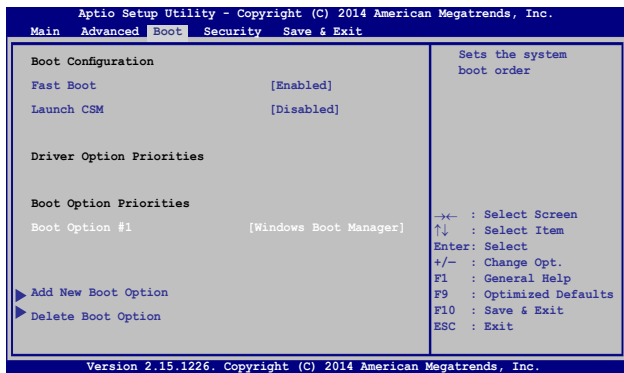 Aptio Setup Utility - Copyright (C) 2014 American Megatrends, Inc.
Main Advanced Boot Security Save & Exit
Boot Configuration
Fast Boot [Enabled]
Launch CSM [Disabled]
Driver Option Priorities
Boot Option Priorities
Boot Option #1 [Windows Boot Manager]
Add New Boot Option
Delete Boot Option
Sets the system
boot order
→← : Select Screen
↑↓ : Select Item
Enter: Select
+/— : Change Opt.
F1 : General Help
F9 : Optimized Defaults
F10 : Save & Exit
ESC : Exit
Version 2.15.1226. Copyright (C) 2014 American Megatrends, Inc.